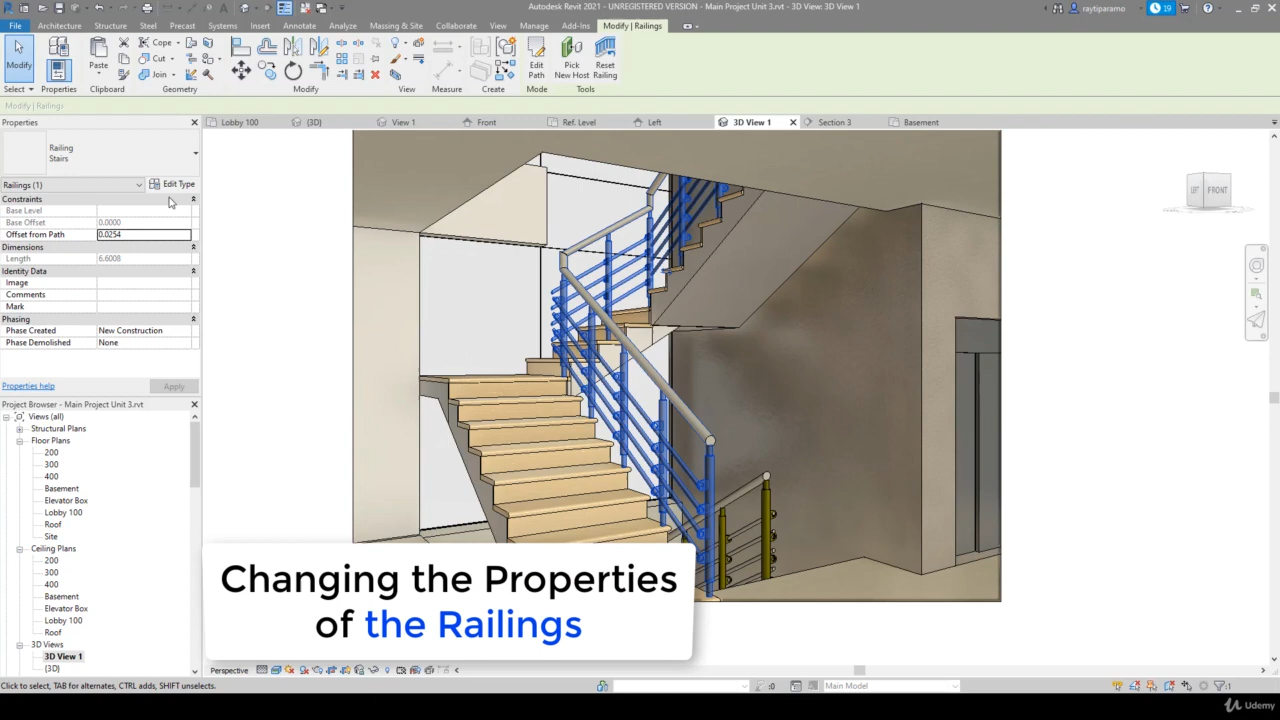 Autodesk Revit 2021 - UNREGISTERED VERSION - Main Project Unit 3.rvt - 3D View: 3D View 1
raytiparamo
19
File Architecture Structure Steel Precast Systems Insert Annotate Analyze Massing & Site Collaborate View Manage Add-Ins Modify | Railings
Modify
Paste
Cope
Cut
Join
Edit Path
Pick New Host
Reset Railing
Select Properties Clipboard Geometry Modify View Measure Create Mode Tools
Modify | Railings
Properties
Lobby 100 {3D} View 1 Front Ref. Level Left 3D View 1 Section 3 Basement
Railing
Stairs
Railings (1) Edit Type
Constraints
Base Level
Base Offset 0.0000
Offset from Path 0.0254
Dimensions
Length 6.6008
Identity Data
Image
Comments
Mark
Phasing
Phase Created New Construction
Phase Demolished None
Properties help Apply
LEFT FRONT
Project Browser - Main Project Unit 3.rvt
Views (all)
Structural Plans
Floor Plans
200
300
400
Basement
Elevator Box
Lobby 100
Roof
Site
Ceiling Plans
200
300
400
Basement
Elevator Box
Lobby 100
Roof
3D Views
3D View 1
{3D}
Changing the Properties
of the Railings
Perspective
Click to select, TAB for alternates, CTRL adds, SHIFT unselects.
:0
Main Model
:1
Udemy